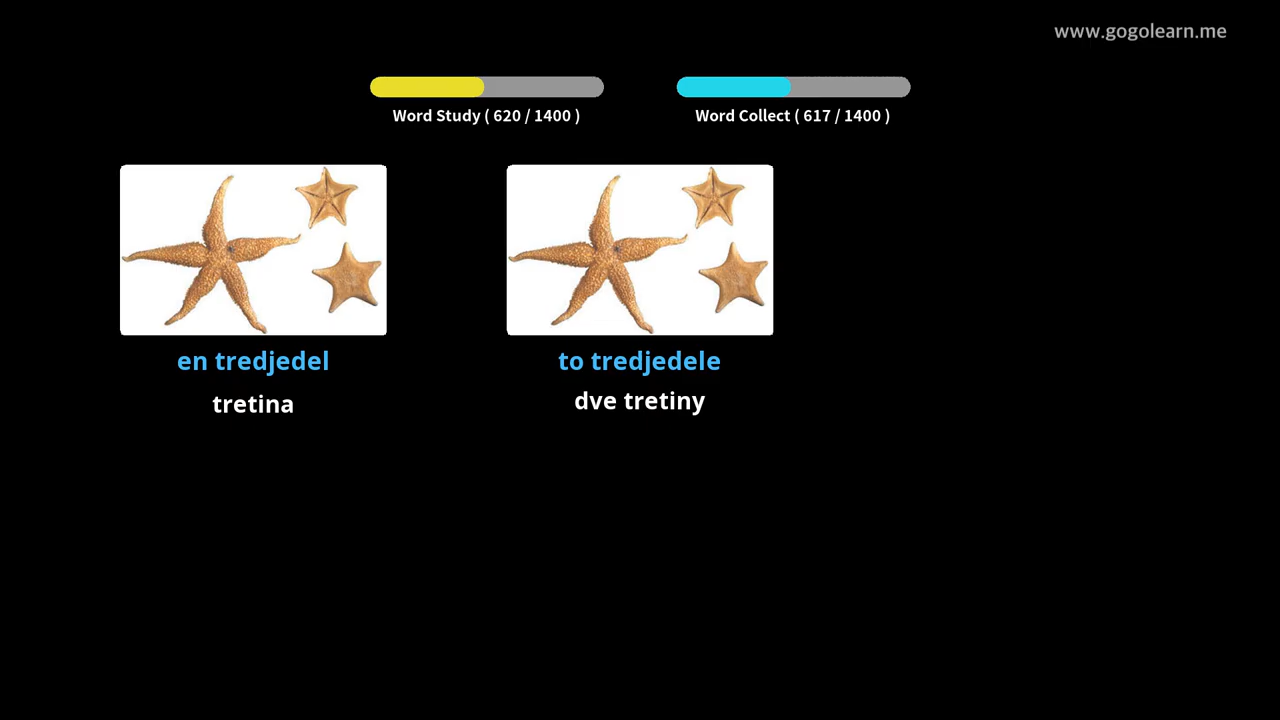 www.gogolearn.me
Word Study ( 620 / 1400 )
Word Collect ( 617 / 1400 )
en tredjedel
to tredjedele
tretina
dve tretiny